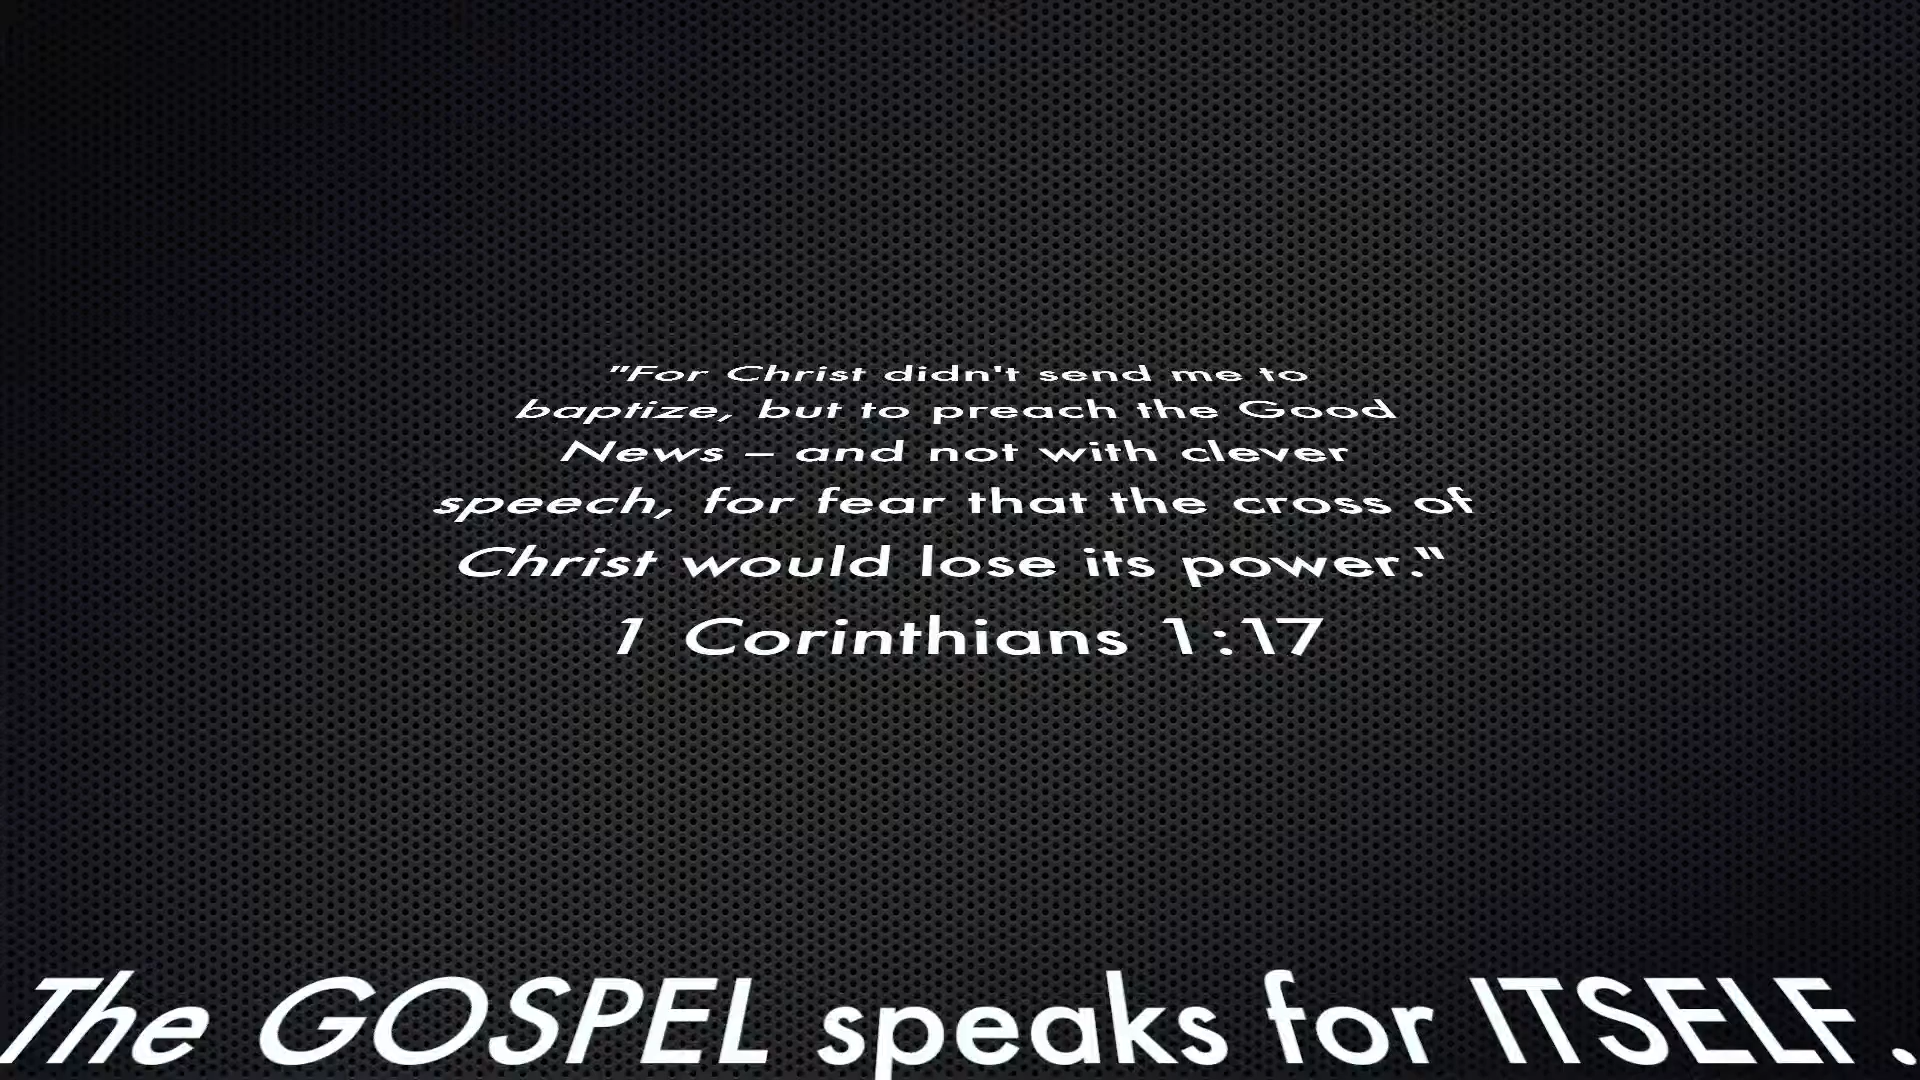 "For Christ didn't send me to
baptize, but to preach the Good
News – and not with clever
speech, for fear that the cross of
Christ would lose its power."
1 Corinthians 1:17
The GOSPEL speaks for ITSELF.